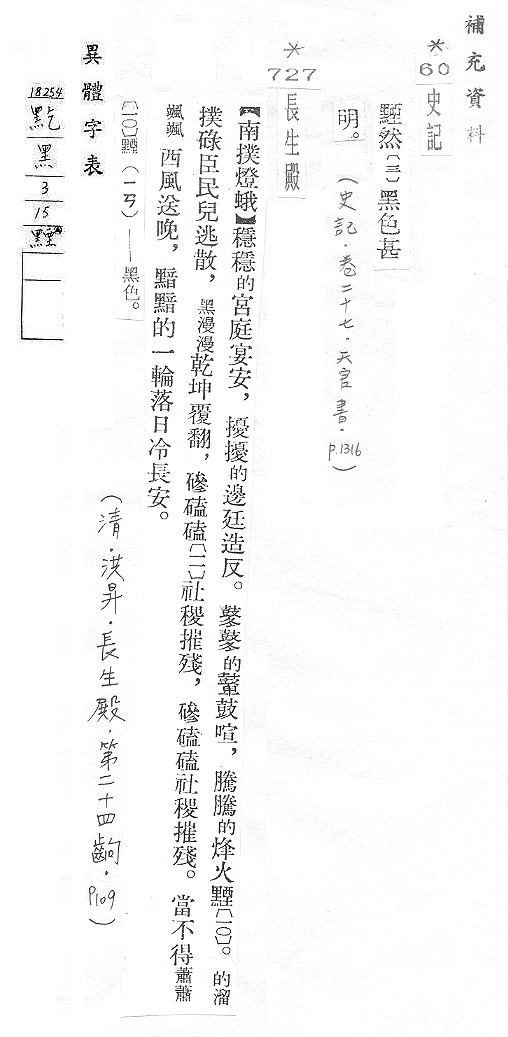 補充資料
*
60
史記
黫然〔三〕黑色甚
明。
(史記·卷二十七·天官書·p.1316)
*
727
長生殿
【南撲燈蛾】穩穩的宮庭宴安，擾擾的邊廷造反。鼕鼕的鼙鼓喧，騰騰的烽火黫〔一〇〕。的溜
撲碌臣民兒逃散，黑漫漫乾坤覆翻，磣磕磕〔一一〕社稷摧殘，磣磕磕社稷摧殘。當不得蕭蕭
颯颯西風送晚，黯黯的一輪落日冷長安。
〔一〇〕黫（ㄧㄢ）——黑色。
(清·洪昇·長生殿·第二十四齣·P109)
異體字表
18254
黑
3
15
黫